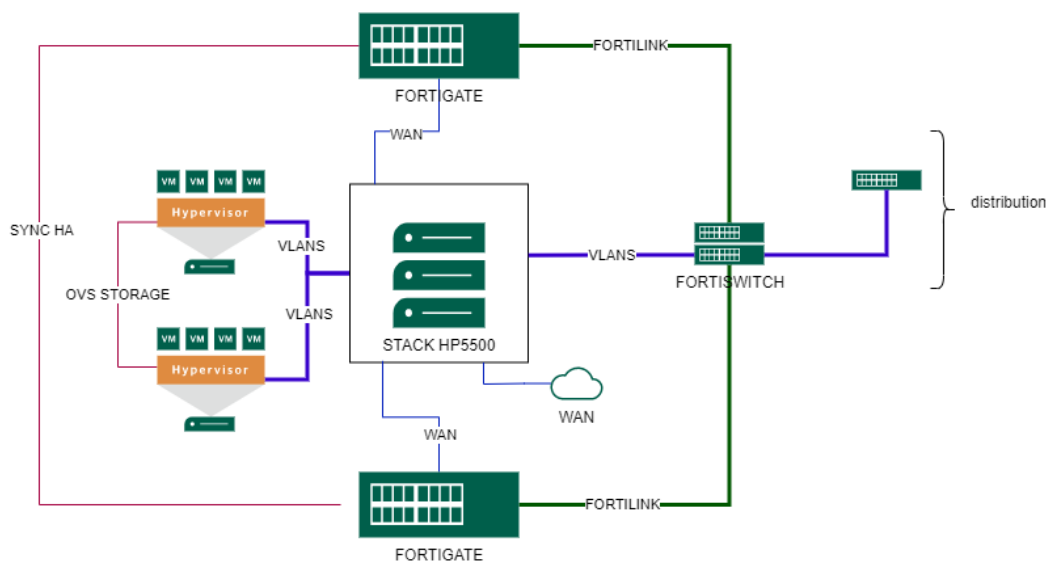 FORTILINK
FORTIGATE
WAN
VM VM VM VM
Hypervisor
distribution
SYNC HA
VLANS
VLANS
FORTISWITCH
OVS STORAGE
VLANS
VM VM VM VM
STACK HP5500
Hypervisor
WAN
WAN
FORTILINK
FORTIGATE